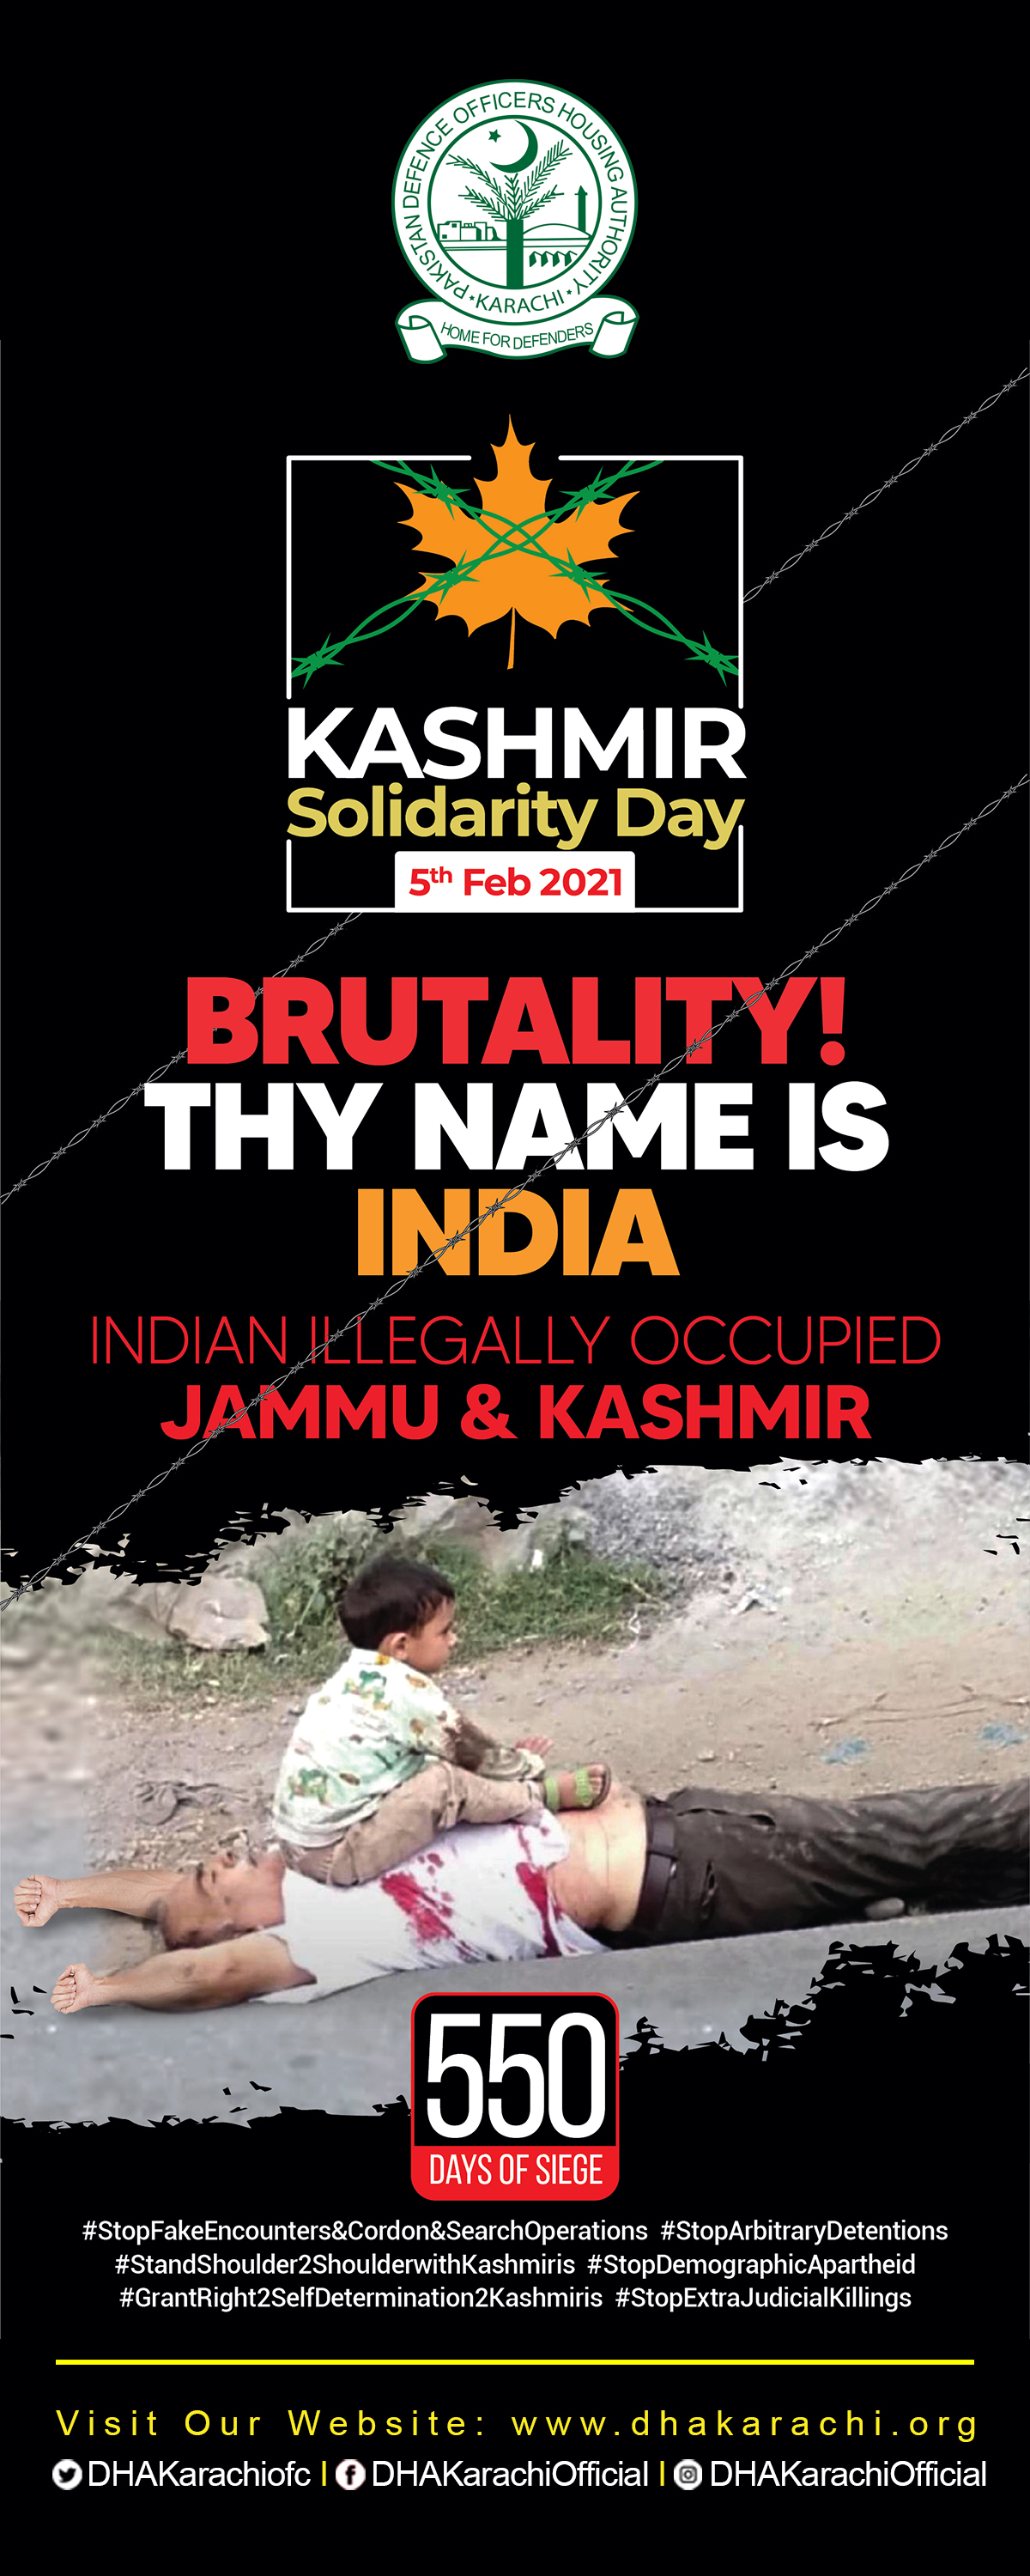 PAKISTAN DEFENCE OFFICERS HOUSING AUTHORITY
KARACHI
HOME FOR DEFENDERS
KASHMIR
Solidarity Day
5th Feb 2021
BRUTALITY!
THY NAME IS
INDIA
INDIAN ILLEGALLY OCCUPIED
JAMMU & KASHMIR
550
DAYS OF SIEGE
#StopFakeEncounters&Cordon&SearchOperations #StopArbitraryDetentions
#StandShoulder2ShoulderwithKashmiris #StopDemographicApartheid
#GrantRight2SelfDetermination2Kashmiris #StopExtraJudicialKillings
Visit Our Website: www.dhakarachi.org
DHAKarachiofc | DHAKarachiOfficial | DHAKarachiOfficial